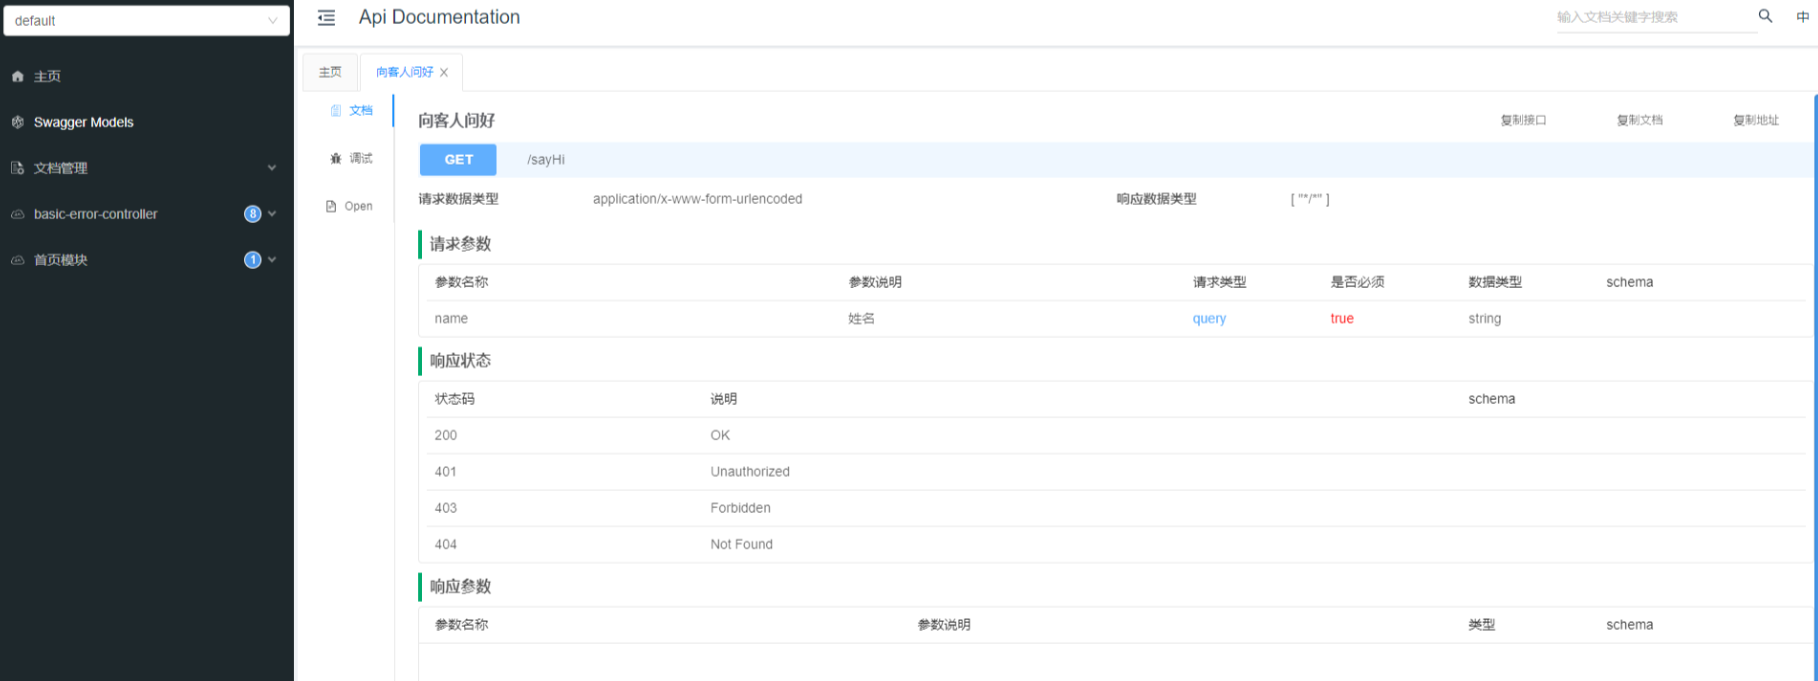 default
Api Documentation
输入文档关键字搜索
中
主页
Swagger Models
文档管理
basic-error-controller 8
首页模块 1
主页
向客人问好
文档
调试
Open
向客人问好
复制接口 复制文档 复制地址
GET /sayHi
请求数据类型 application/x-www-form-urlencoded 响应数据类型 [ "*/*" ]
请求参数
参数名称 参数说明 请求类型 是否必须 数据类型 schema
name 姓名 query true string
响应状态
状态码 说明 schema
200 OK
401 Unauthorized
403 Forbidden
404 Not Found
响应参数
参数名称 参数说明 类型 schema